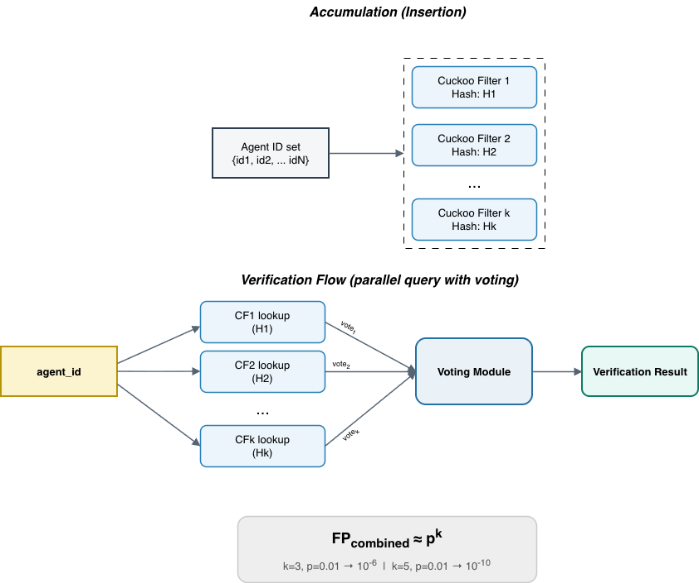 Accumulation (Insertion)
Cuckoo Filter 1
Hash: H1
Agent ID set
{id1, id2, ... idN}
Cuckoo Filter 2
Hash: H2
...
Cuckoo Filter k
Hash: Hk
Verification Flow (parallel query with voting)
CF1 lookup
(H1)
vote₁
agent_id
CF2 lookup
(H2)
vote₂
Voting Module
Verification Result
...
CFk lookup
(Hk)
voteₖ
FP_combined ≈ p^k
k=3, p=0.01 → 10⁻⁶ | k=5, p=0.01 → 10⁻¹⁰